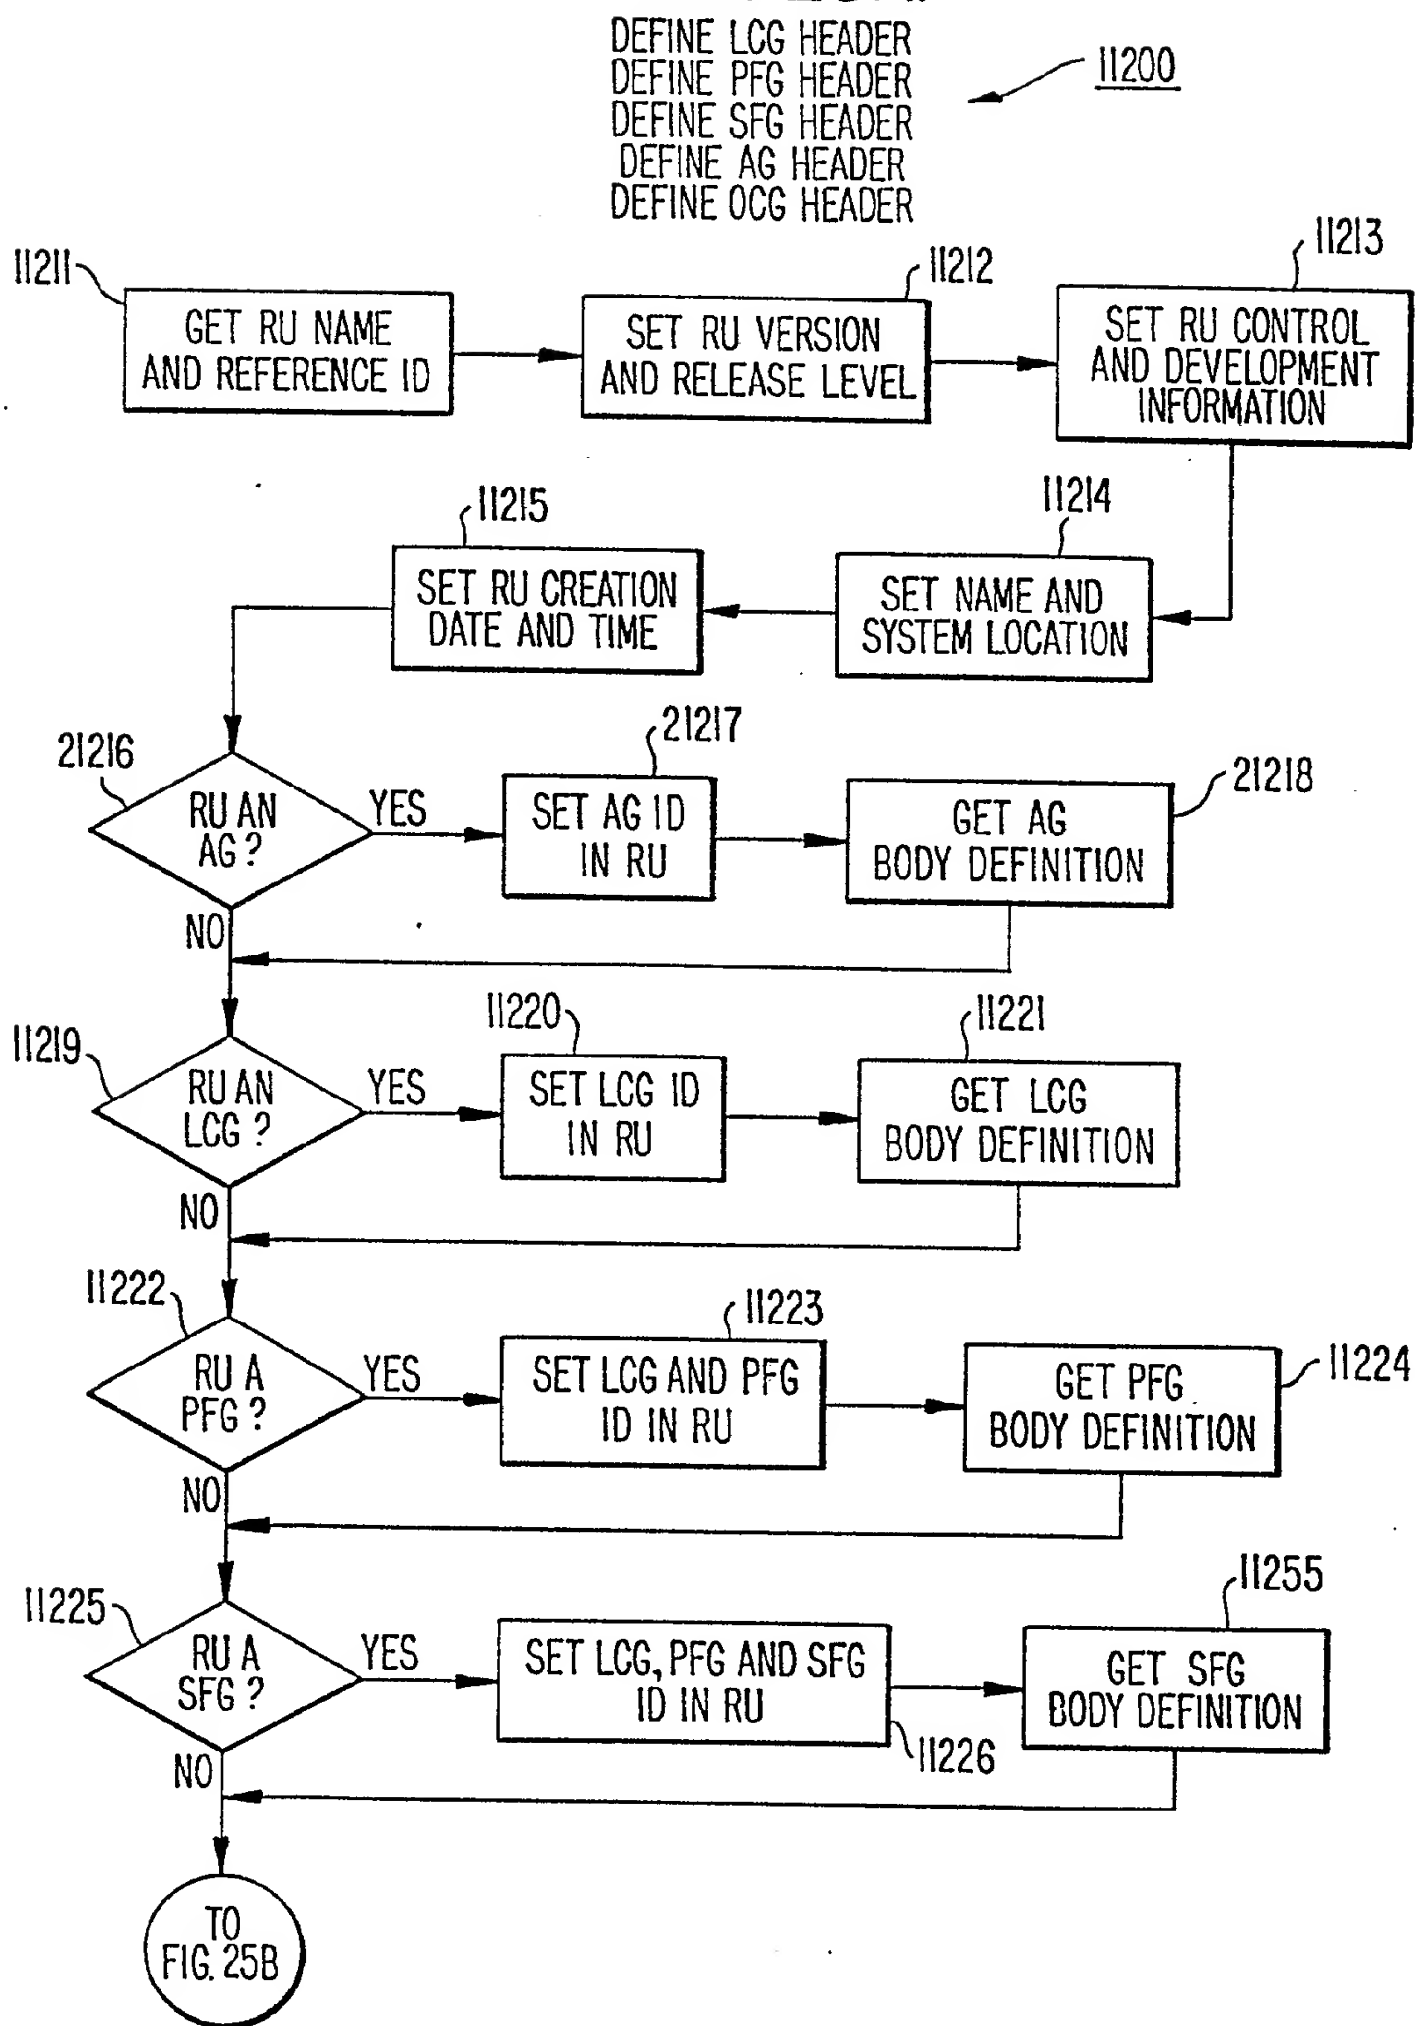 DEFINE LCG HEADER
DEFINE PFG HEADER
DEFINE SFG HEADER
DEFINE AG HEADER
DEFINE OCG HEADER
11200
11211
GET RU NAME
AND REFERENCE ID
11212
SET RU VERSION
AND RELEASE LEVEL
11213
SET RU CONTROL
AND DEVELOPMENT
INFORMATION
11214
SET NAME AND
SYSTEM LOCATION
11215
SET RU CREATION
DATE AND TIME
21216
RU AN
AG?
YES
NO
21217
SET AG ID
IN RU
21218
GET AG
BODY DEFINITION
11219
RU AN
LCG?
YES
NO
11220
SET LCG ID
IN RU
11221
GET LCG
BODY DEFINITION
11222
RU A
PFG?
YES
NO
11223
SET LCG AND PFG
ID IN RU
11224
GET PFG
BODY DEFINITION
11225
RU A
SFG?
YES
NO
SET LCG, PFG AND SFG
ID IN RU
11226
11255
GET SFG
BODY DEFINITION
TO
FIG. 25B